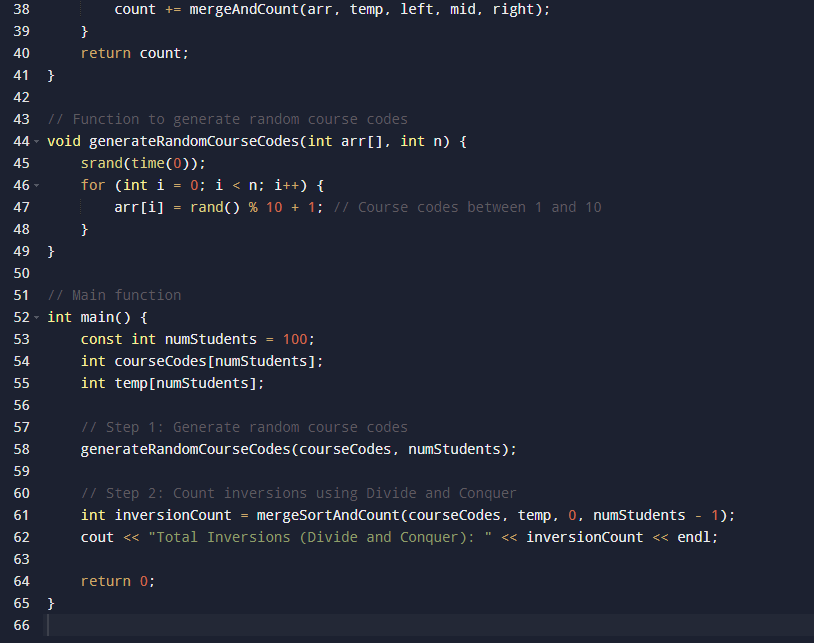 38         count += mergeAndCount(arr, temp, left, mid, right);
39     }
40     return count;
41 }
42
43 // Function to generate random course codes
44 void generateRandomCourseCodes(int arr[], int n) {
45     srand(time(0));
46     for (int i = 0; i < n; i++) {
47         arr[i] = rand() % 10 + 1; // Course codes between 1 and 10
48     }
49 }
50
51 // Main function
52 int main() {
53     const int numStudents = 100;
54     int courseCodes[numStudents];
55     int temp[numStudents];
56
57     // Step 1: Generate random course codes
58     generateRandomCourseCodes(courseCodes, numStudents);
59
60     // Step 2: Count inversions using Divide and Conquer
61     int inversionCount = mergeSortAndCount(courseCodes, temp, 0, numStudents - 1);
62     cout << "Total Inversions (Divide and Conquer): " << inversionCount << endl;
63
64     return 0;
65 }
66